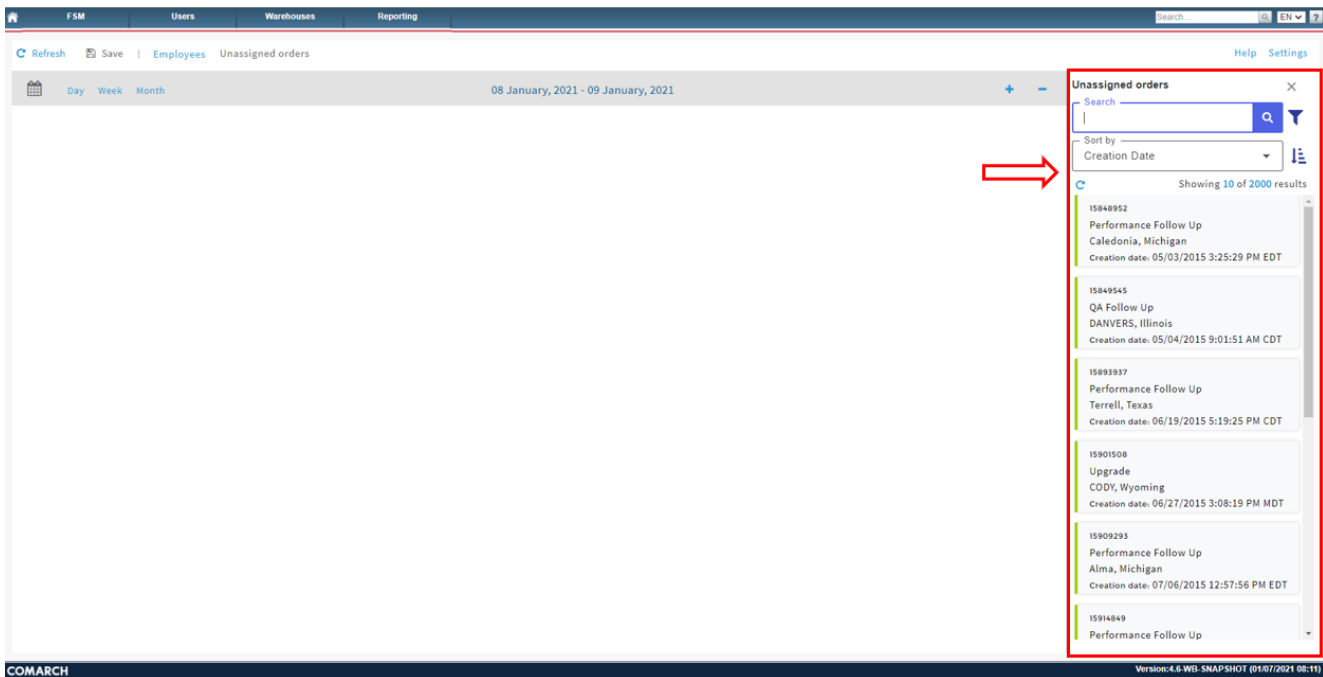 FSM Users Warehouses Reporting Search... EN ?
Refresh Save | Employees Unassigned orders Help Settings
Day Week Month 08 January, 2021 - 09 January, 2021 + −
Unassigned orders
Search
Sort by
Creation Date
Showing 10 of 2000 results
15848952
Performance Follow Up
Caledonia, Michigan
Creation date: 05/03/2015 3:25:29 PM EDT
15849545
QA Follow Up
DANVERS, Illinois
Creation date: 05/04/2015 9:01:51 AM CDT
15893937
Performance Follow Up
Terrell, Texas
Creation date: 06/19/2015 5:19:25 PM CDT
15901508
Upgrade
CODY, Wyoming
Creation date: 06/27/2015 3:08:19 PM MDT
15909293
Performance Follow Up
Alma, Michigan
Creation date: 07/06/2015 12:57:56 PM EDT
15914849
Performance Follow Up
COMARCH Version:4.6-WB-SNAPSHOT (01/07/2021 08:11)